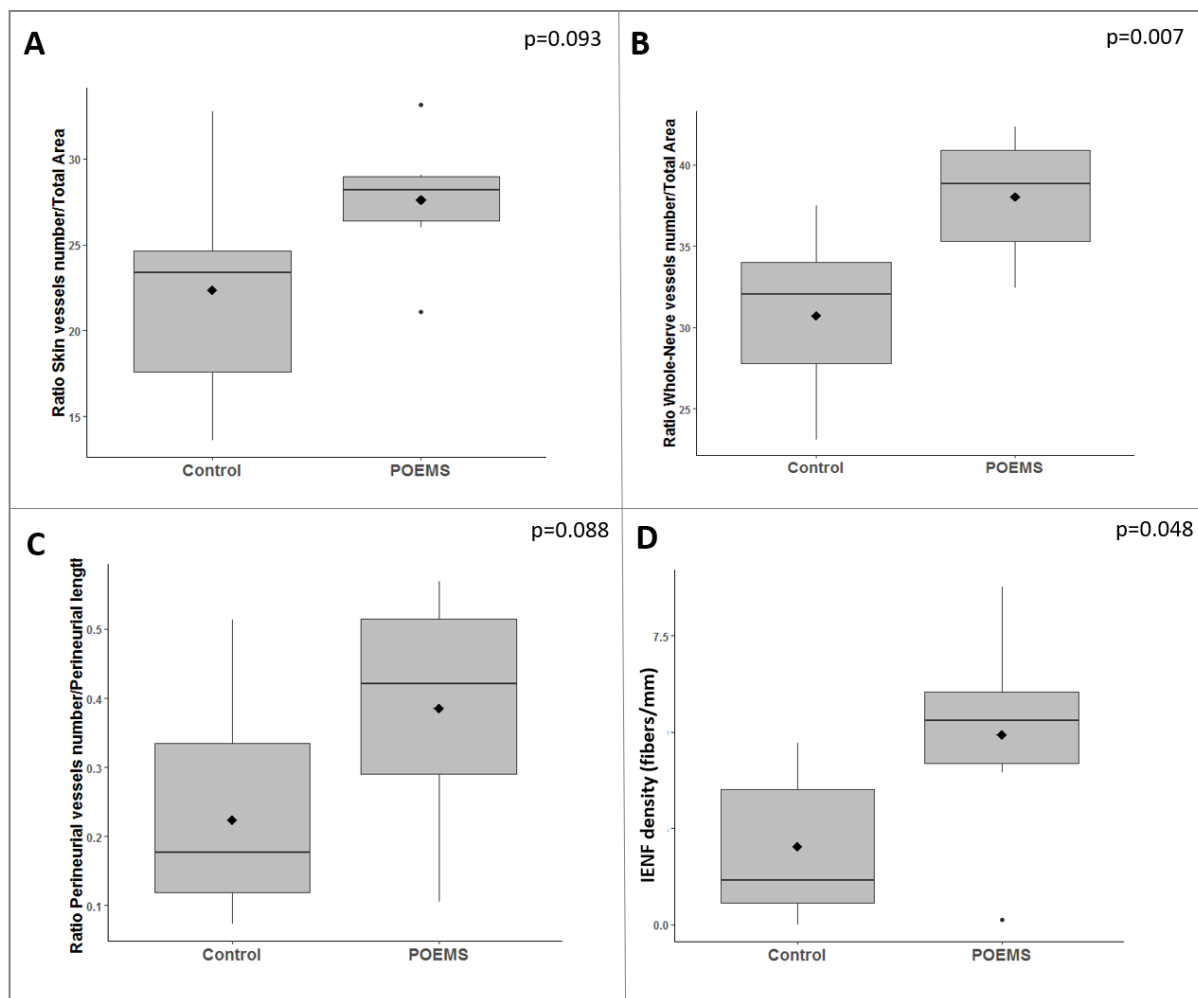 A
p=0.093
Ratio Skin vessels number/Total Area
30
25
20
15
Control
POEMS
B
p=0.007
Ratio Whole-Nerve vessels number/Total Area
40
35
30
25
Control
POEMS
C
p=0.088
Ratio Perineurial vessels number/Perineurial
0.5
0.4
0.3
0.2
0.1
Control
POEMS
D
p=0.048
IENF density (fibers/mm)
7.5
0.0
Control
POEMS